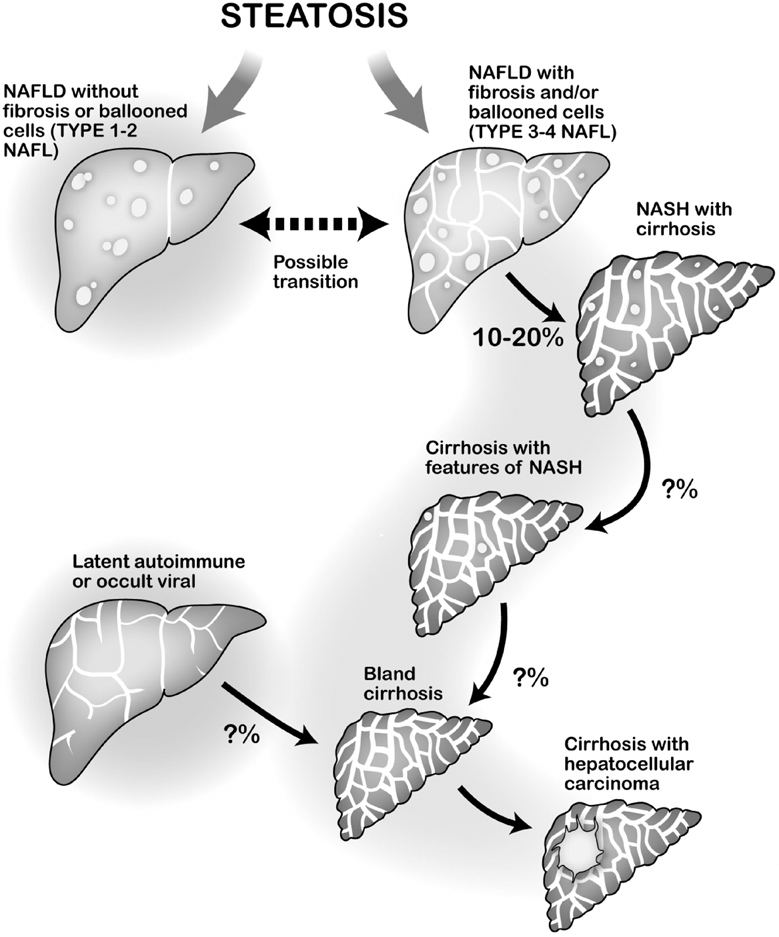 STEATOSIS
NAFLD without
fibrosis or ballooned
cells (TYPE 1-2
NAFL)
NAFLD with
fibrosis and/or
ballooned cells
(TYPE 3-4 NAFL)
NASH with
cirrhosis
Possible
transition
10-20%
Cirrhosis with
features of NASH
?%
Latent autoimmune
or occult viral
Bland
cirrhosis
?%
?%
Cirrhosis with
hepatocellular
carcinoma